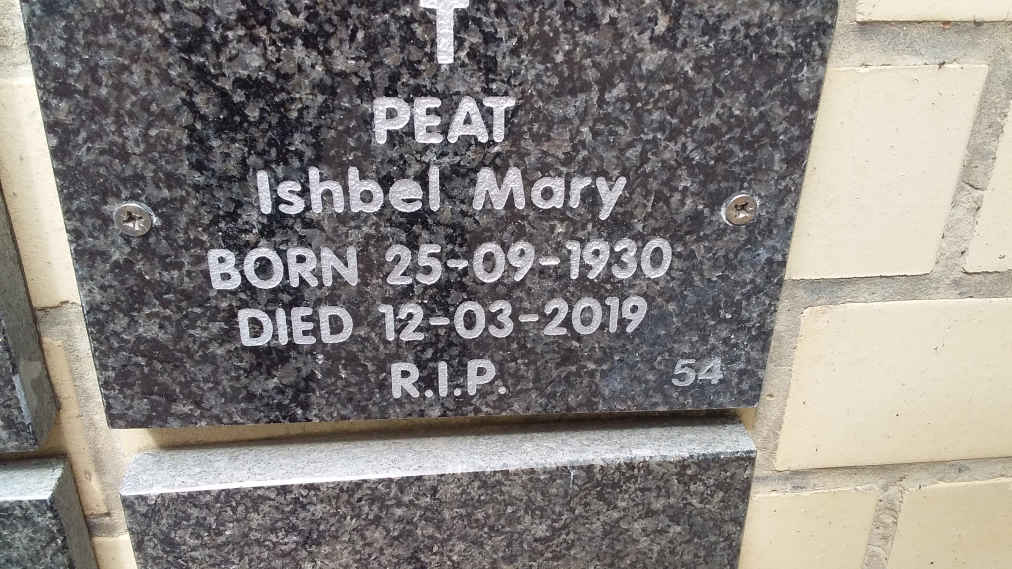 PEAT
Ishbel Mary
BORN 25-09-1930
DIED 12-03-2019
R.I.P.
54